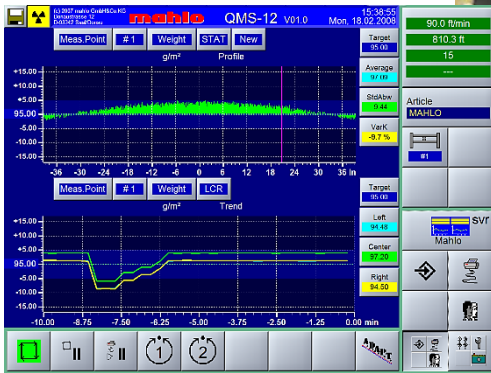 (c) 2007 mahlo GmbH&Co KG
Donaustrasse 12
D-93342 Saal/Donau
mahlo
QMS-12 V01.0
15:38:55
Mon, 18.02.2008
90.0 ft/min
810.3 ft
15
---
Meas.Point #1 Weight STAT New
g/m² Profile
Target
95.00
Average
97.09
StdAbw
9.44
VarK
-9.7 %
+15.00
+10.00
+5.00
95.00
-5.00
-10.00
-15.00
-36 -30 -24 -18 -12 -6 0 6 12 18 24 30 36 in
Article
MAHLO
#1
Meas.Point #1 Weight LCR
g/m² Trend
Target
95.00
Left
94.48
Center
97.20
Right
94.50
+15.00
+10.00
+5.00
95.00
-5.00
-10.00
-15.00
-10.00 -8.75 -7.50 -6.25 -5.00 -3.75 -2.50 -1.25 0.00 min
svr
Mahlo
1
2